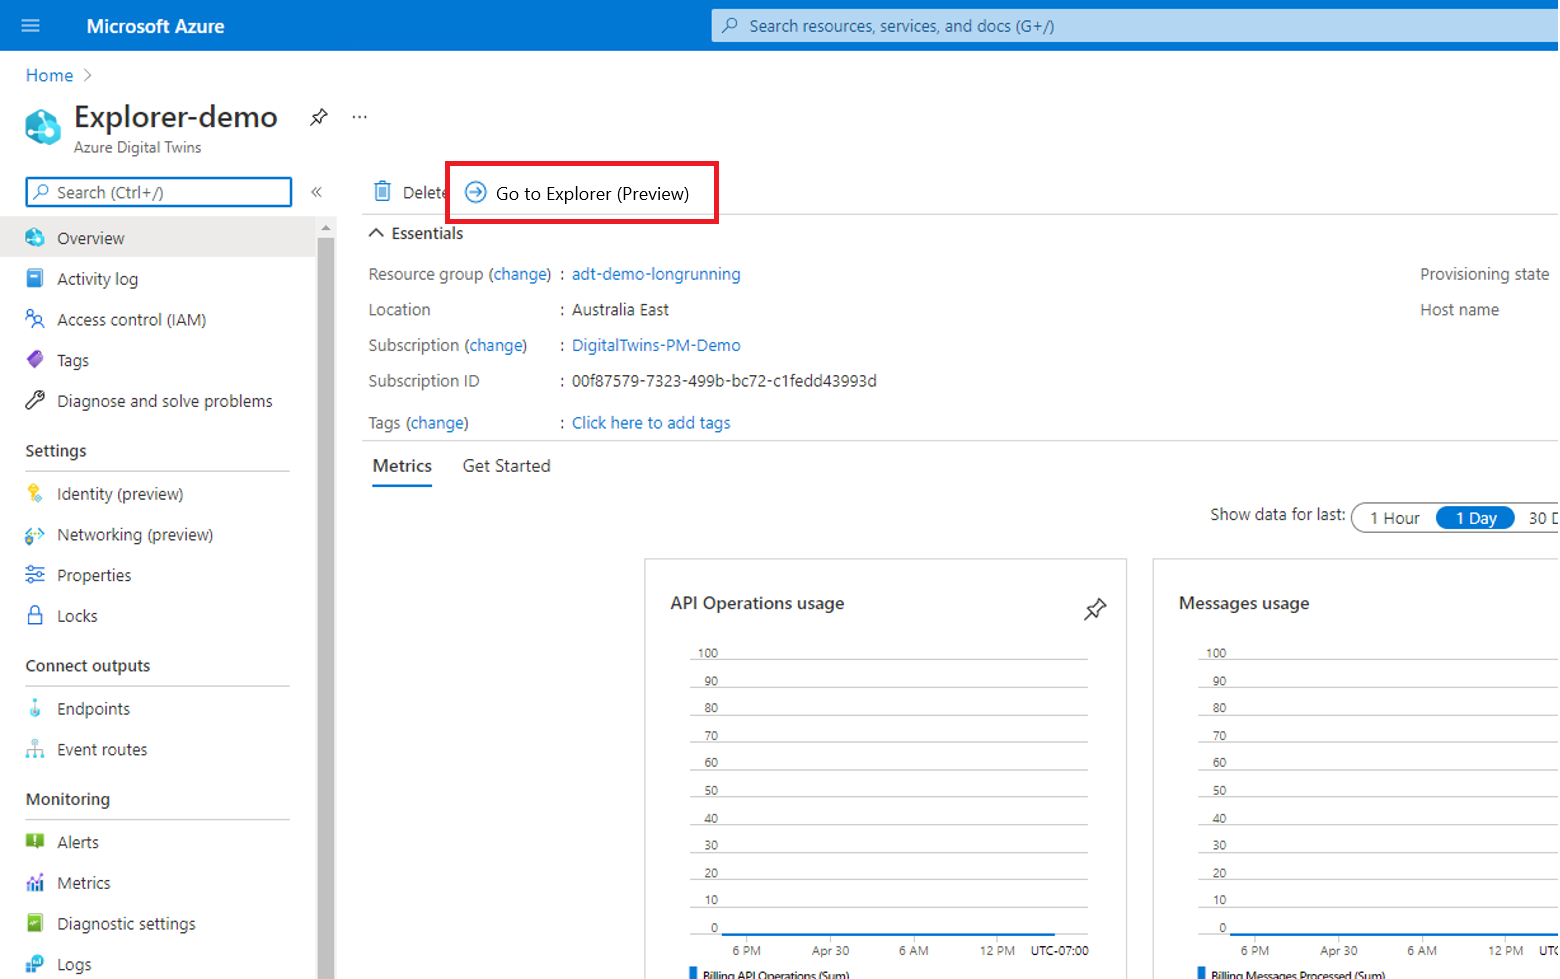 Microsoft Azure
Search resources, services, and docs (G+/)
Home
Explorer-demo
Azure Digital Twins
Search (Ctrl+/)
Delete
Go to Explorer (Preview)
Overview
Activity log
Access control (IAM)
Tags
Diagnose and solve problems
Settings
Identity (preview)
Networking (preview)
Properties
Locks
Connect outputs
Endpoints
Event routes
Monitoring
Alerts
Metrics
Diagnostic settings
Logs
Essentials
Resource group (change) : adt-demo-longrunning
Location : Australia East
Subscription (change) : DigitalTwins-PM-Demo
Subscription ID : 00f87579-7323-499b-bc72-c1fedd43993d
Tags (change) : Click here to add tags
Provisioning state
Host name
Metrics Get Started
Show data for last: 1 Hour 1 Day 30
API Operations usage
100
90
80
70
60
50
40
30
20
10
0
6 PM Apr 30 6 AM 12 PM UTC-07:00
Billing API Operations (Sum)
Messages usage
100
90
80
70
60
50
40
30
20
10
0
6 PM Apr 30 6 AM 12 PM
Billing Messages Processed (Sum)